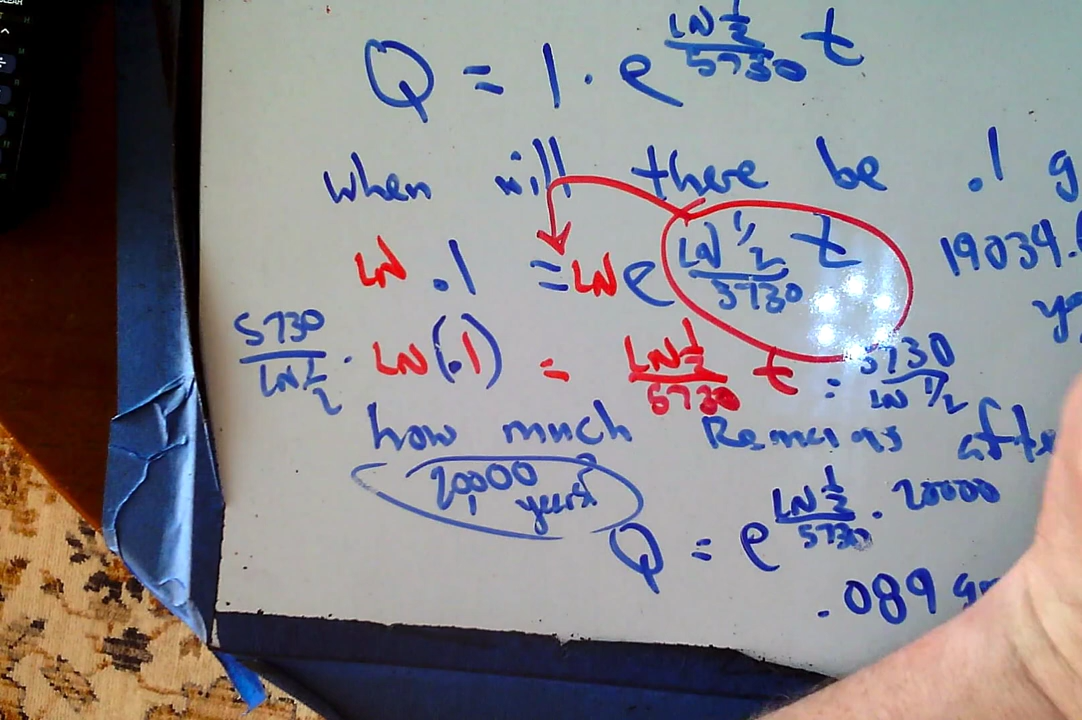 Q = 1 · e^(LN 1/2 / 5730 t)
when will there be .1 g
LN .1 = LN e^(LN 1/2 / 5730 t) 19034.
5730 / LN 1/2 · LN(.1) = LN 1/2 / 5730 t : 5730 / LN 1/2
how much Remains afte
20000 years
Q = e^(LN 1/2 / 5730 · 20000)
.089 gr